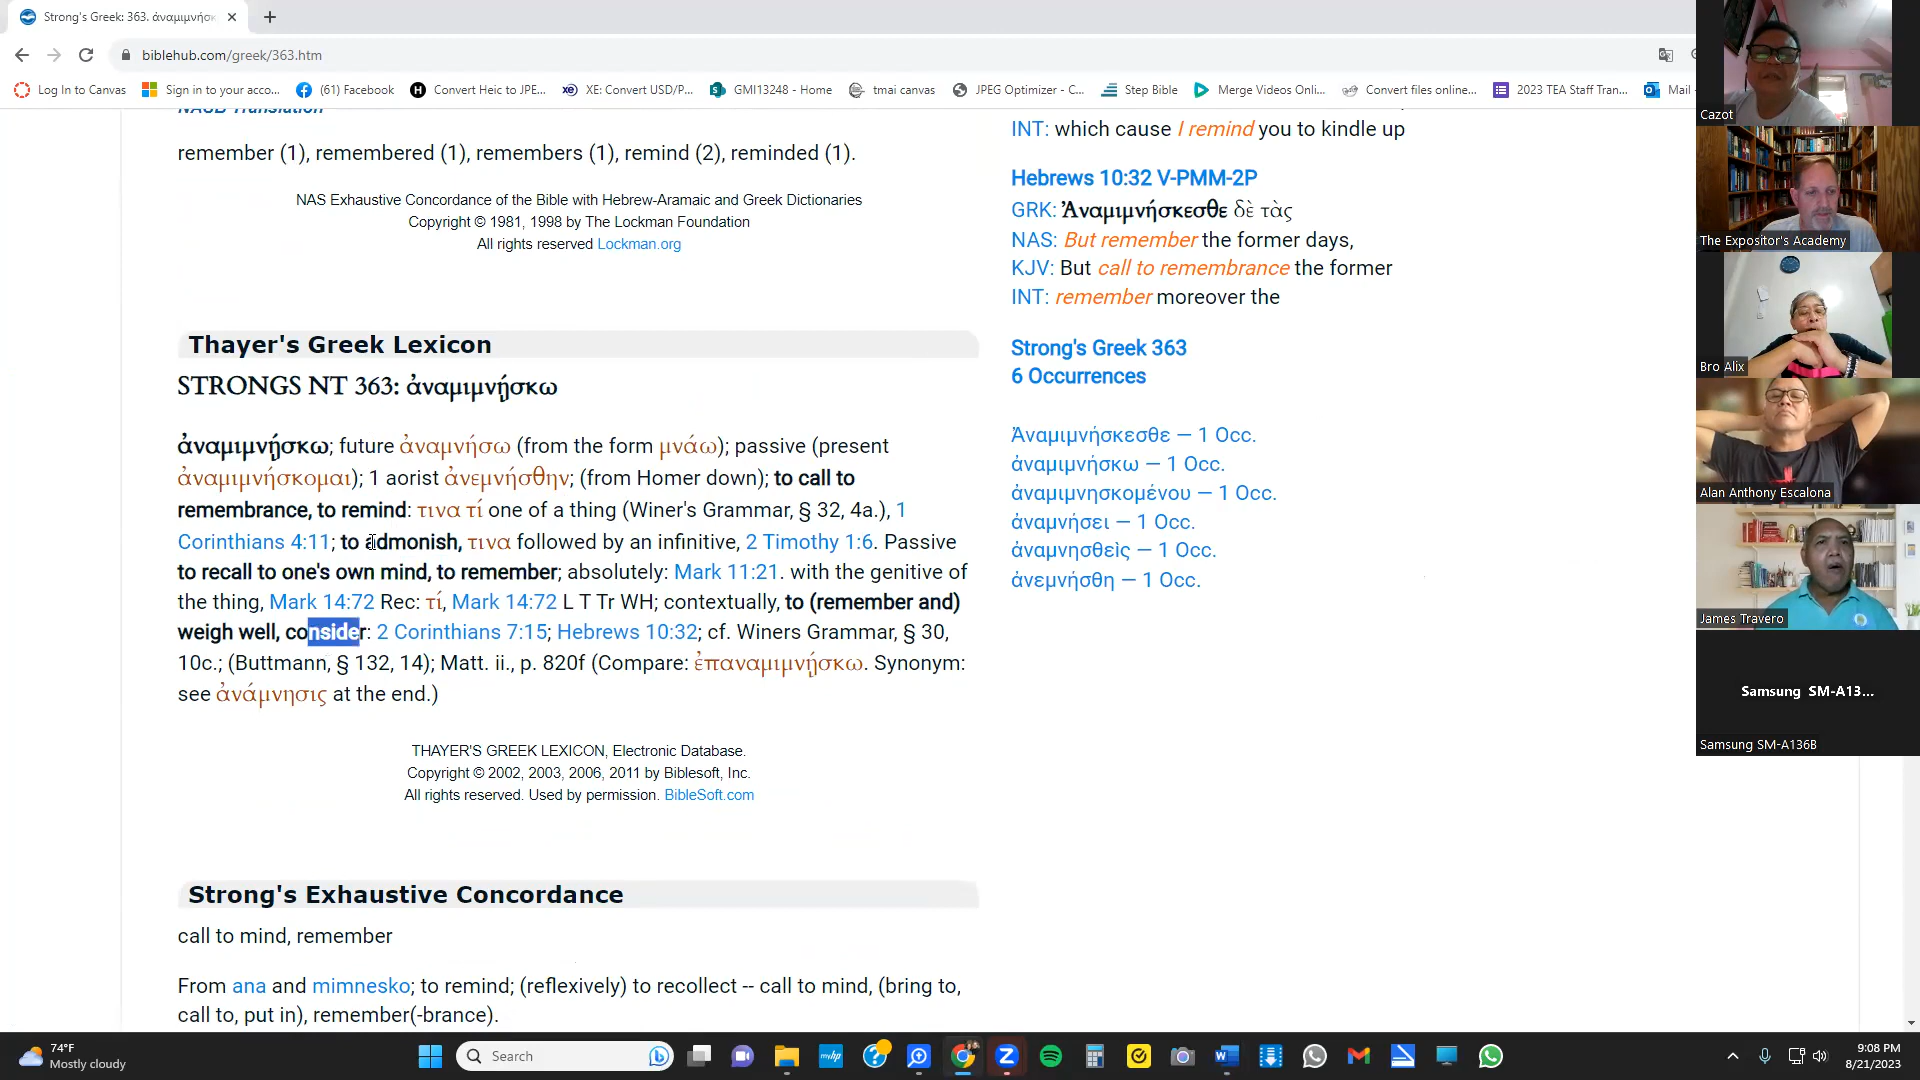 Strong's Greek: 363. ἀναμιμνήσκ
biblehub.com/greek/363.htm
Log In to Canvas
Sign in to your acco...
(61) Facebook
Convert Heic to JPE...
XE: Convert USD/P...
GMI13248 - Home
tmai canvas
JPEG Optimizer - C...
Step Bible
Merge Videos Onl...
Convert files online...
2023 TEA Staff Tran...
Mail
NASB Translation
remember (1), remembered (1), remembers (1), remind (2), reminded (1).
NAS Exhaustive Concordance of the Bible with Hebrew-Aramaic and Greek Dictionaries
Copyright © 1981, 1998 by The Lockman Foundation
All rights reserved Lockman.org
Thayer's Greek Lexicon
STRONGS NT 363: ἀναμιμνῄσκω
ἀναμιμνῄσκω; future ἀναμνήσω (from the form μνάω); passive (present
ἀναμιμνήσκομαι); 1 aorist ἀνεμνήσθην; (from Homer down); to call to
remembrance, to remind: τινα τί one of a thing (Winer's Grammar, § 32, 4a.), 1
Corinthians 4:11; to admonish, τινα followed by an infinitive, 2 Timothy 1:6. Passive
to recall to one's own mind, to remember; absolutely: Mark 11:21. with the genitive of
the thing, Mark 14:72 Rec: τί, Mark 14:72 L T Tr WH; contextually, to (remember and)
weigh well, consider: 2 Corinthians 7:15; Hebrews 10:32; cf. Winers Grammar, § 30,
10c.; (Buttmann, § 132, 14); Matt. ii., p. 820f (Compare: ἐπαναμιμνῄσκω. Synonym:
see ἀνάμνησις at the end.)
THAYER'S GREEK LEXICON, Electronic Database.
Copyright © 2002, 2003, 2006, 2011 by Biblesoft, Inc.
All rights reserved. Used by permission. BibleSoft.com
Strong's Exhaustive Concordance
call to mind, remember
From ana and mimnesko; to remind; (reflexively) to recollect -- call to mind, (bring to,
call to, put in), remember(-brance).
INT: which cause I remind you to kindle up
Hebrews 10:32 V-PMM-2P
GRK: Ἀναμιμνήσκεσθε δὲ τὰς
NAS: But remember the former days,
KJV: But call to remembrance the former
INT: remember moreover the
Strong's Greek 363
6 Occurrences
Ἀναμιμνήσκεσθε — 1 Occ.
ἀναμιμνήσκω — 1 Occ.
ἀναμιμνησκομένου — 1 Occ.
ἀναμνήσει — 1 Occ.
ἀναμνησθεὶς — 1 Occ.
ἀνεμνήσθη — 1 Occ.
Cazot
The Expositor's Academy
Bro Alix
Alan Anthony Escalona
James Travero
Samsung SM-A13...
Samsung SM-A136B
74°F
Mostly cloudy
Search
myhp
9:08 PM
8/21/2023